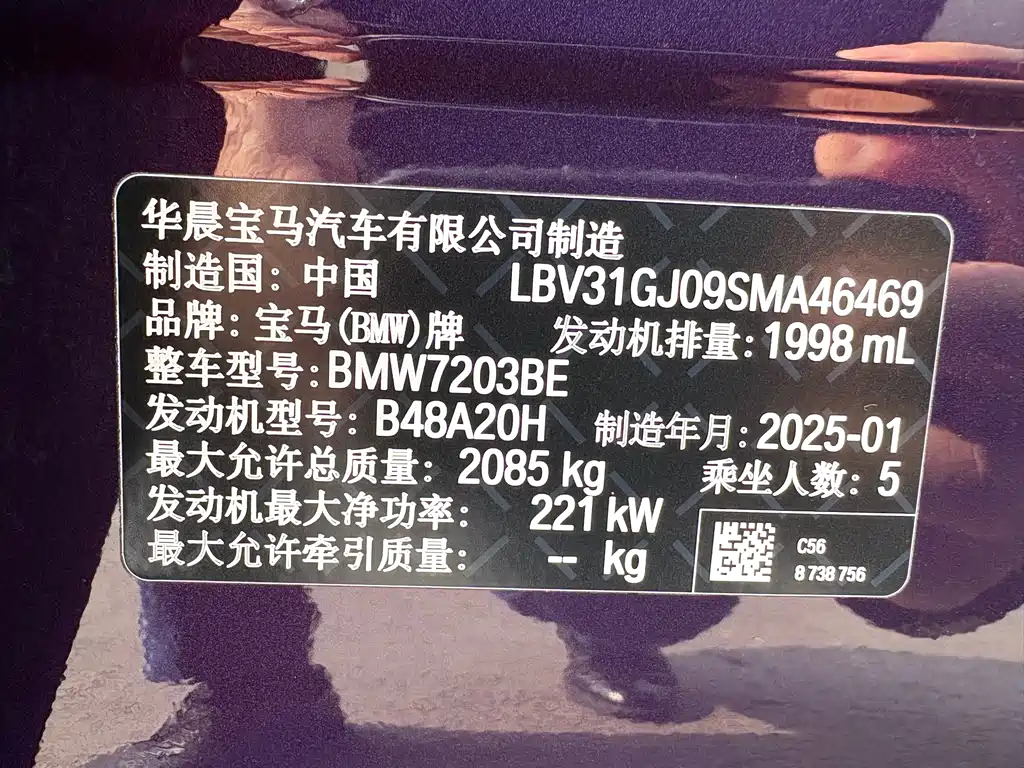 华晨宝马汽车有限公司制造
制造国：中国 LBV31GJ09SMA46469
品牌：宝马(BMW)牌 发动机排量：1998 mL
整车型号：BMW7203BE
发动机型号：B48A20H 制造年月：2025-01
最大允许总质量：2085 kg 乘坐人数：5
发动机最大净功率：221 kW
最大允许牵引质量：-- kg
C56
8 738 756